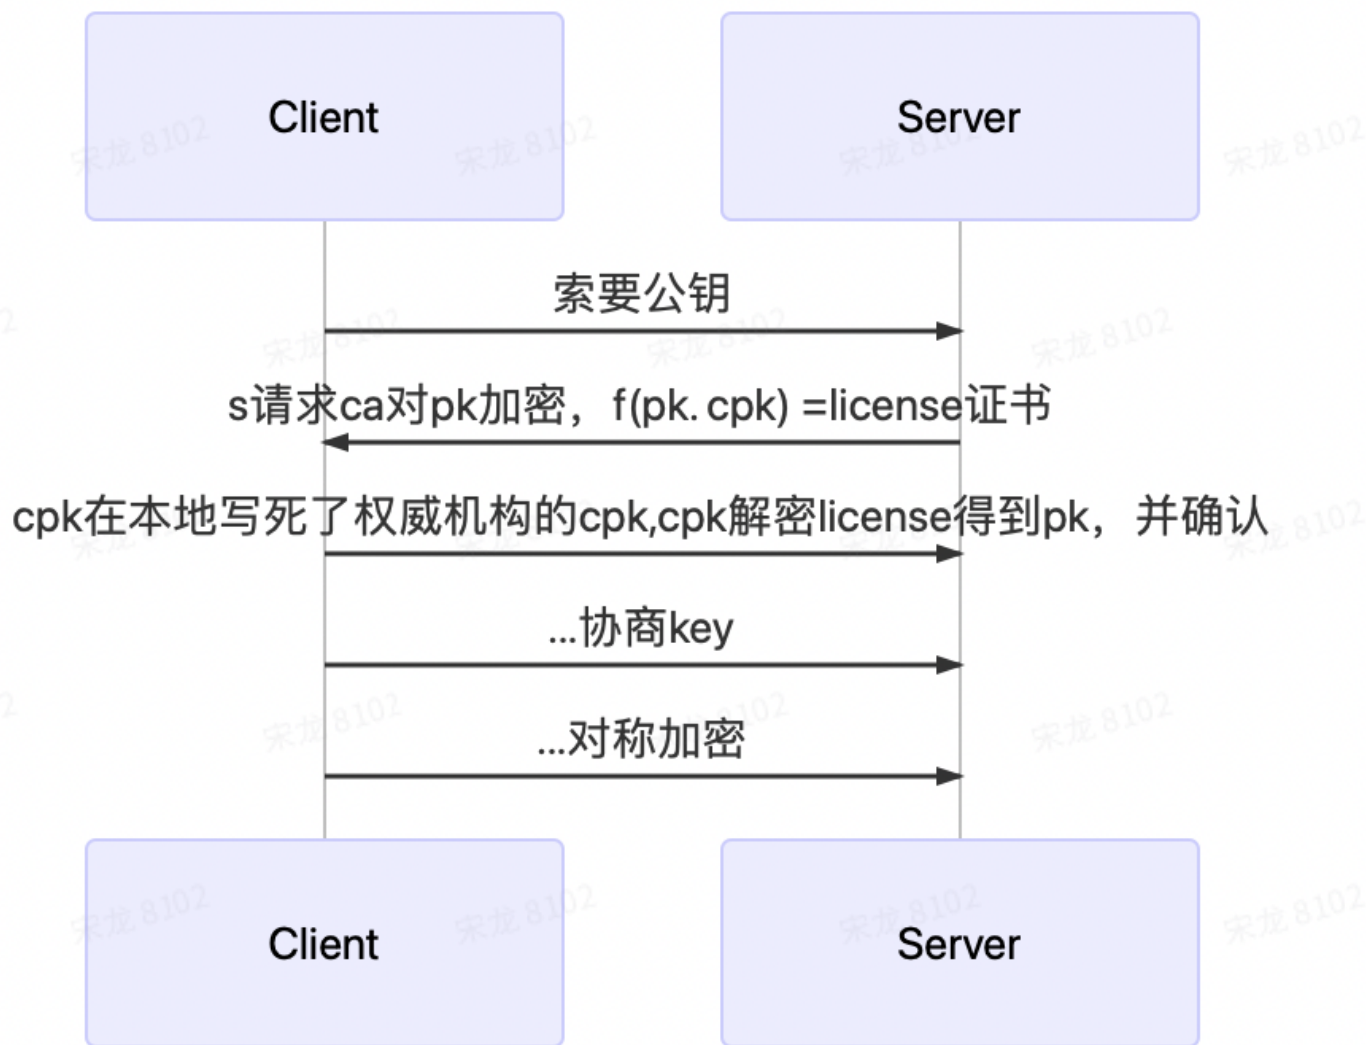 Client Server
索要公钥
s请求ca对pk加密，f(pk. cpk) =license证书
cpk在本地写死了权威机构的cpk,cpk解密license得到pk，并确认
...协商key
...对称加密
Client Server
宋龙 8102